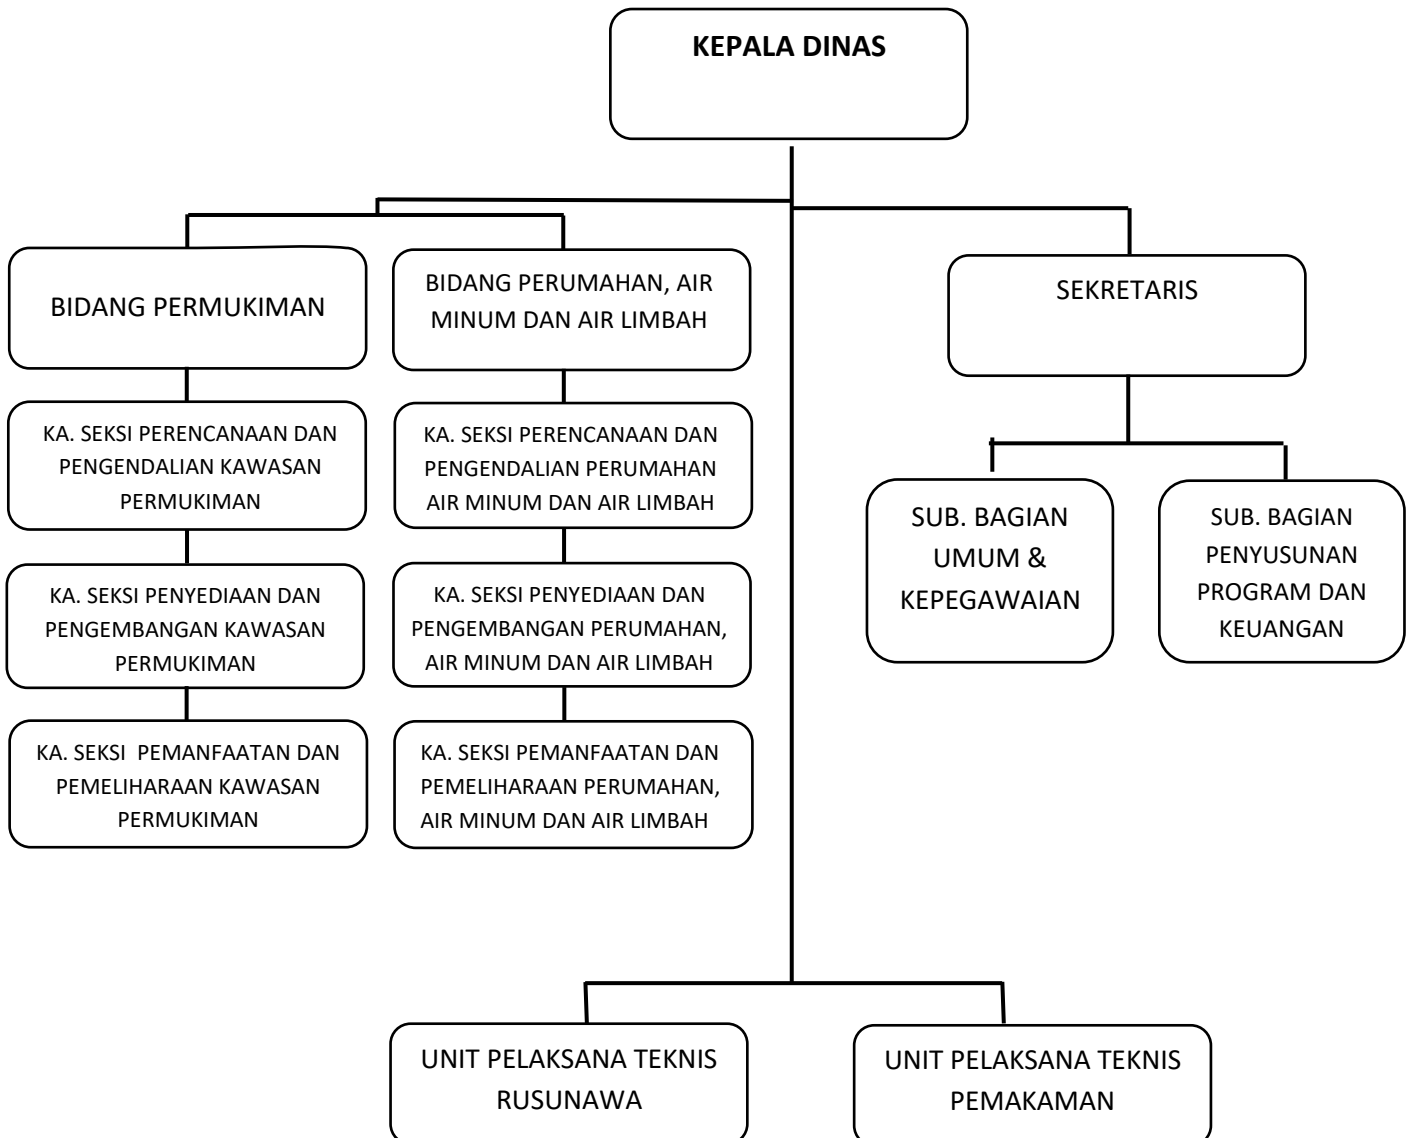 KEPALA DINAS
BIDANG PERMUKIMAN
BIDANG PERUMAHAN, AIR
MINUM DAN AIR LIMBAH
SEKRETARIS
KA. SEKSI PERENCANAAN DAN
PENGENDALIAN KAWASAN
PERMUKIMAN
KA. SEKSI PERENCANAAN DAN
PENGENDALIAN PERUMAHAN
AIR MINUM DAN AIR LIMBAH
SUB. BAGIAN
UMUM &
KEPEGAWAIAN
SUB. BAGIAN
PENYUSUNAN
PROGRAM DAN
KEUANGAN
KA. SEKSI PENYEDIAAN DAN
PENGEMBANGAN KAWASAN
PERMUKIMAN
KA. SEKSI PENYEDIAAN DAN
PENGEMBANGAN PERUMAHAN,
AIR MINUM DAN AIR LIMBAH
KA. SEKSI  PEMANFAATAN DAN
PEMELIHARAAN KAWASAN
PERMUKIMAN
KA. SEKSI PEMANFAATAN DAN
PEMELIHARAAN PERUMAHAN,
AIR MINUM DAN AIR LIMBAH
UNIT PELAKSANA TEKNIS
RUSUNAWA
UNIT PELAKSANA TEKNIS
PEMAKAMAN